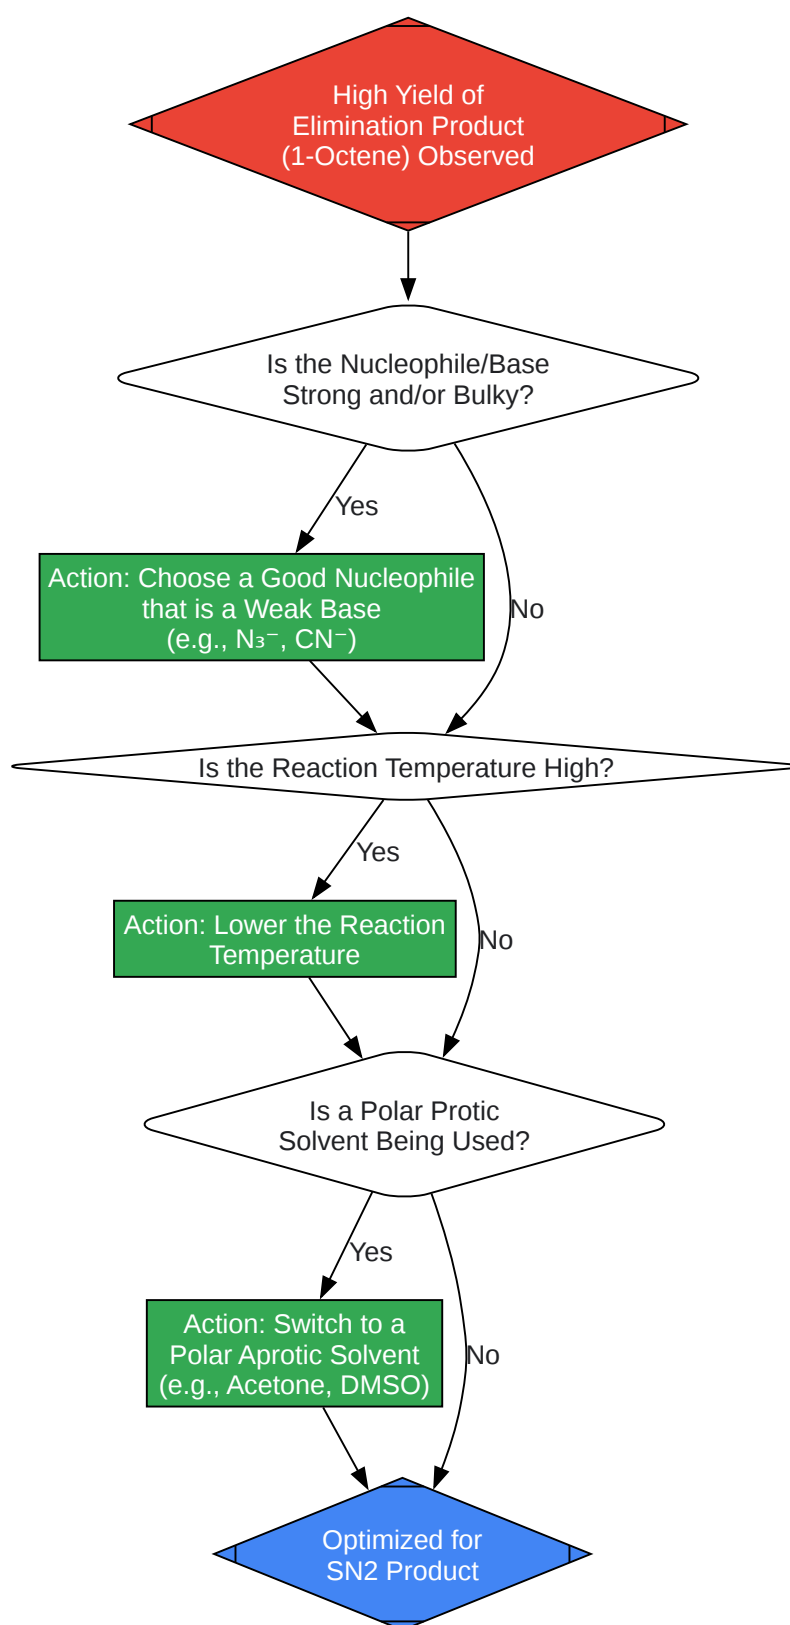 High Yield of
Elimination Product
(1-Octene) Observed
Is the Nucleophile/Base
Strong and/or Bulky?
Yes
Action: Choose a Good Nucleophile
that is a Weak Base
(e.g., N₃⁻, CN⁻)
No
Is the Reaction Temperature High?
Yes
Action: Lower the Reaction
Temperature
No
Is a Polar Protic
Solvent Being Used?
Yes
Action: Switch to a
Polar Aprotic Solvent
(e.g., Acetone, DMSO)
No
Optimized for
SN2 Product